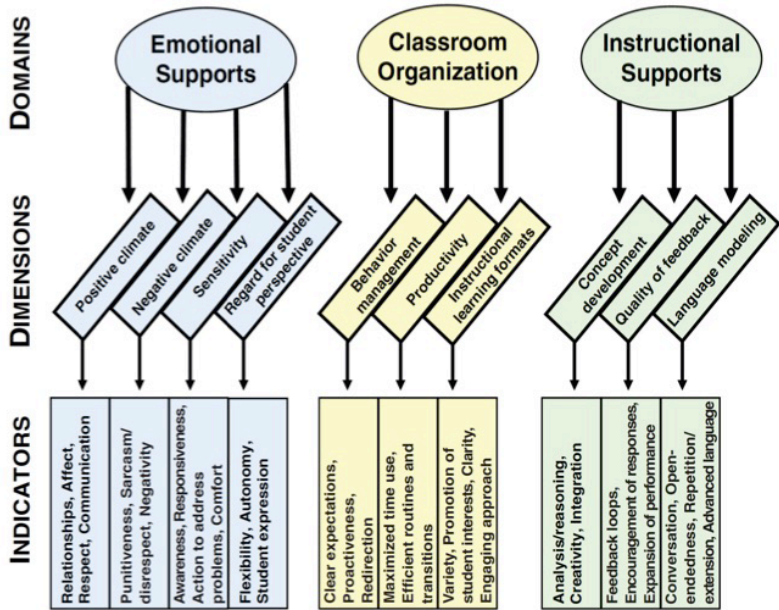 DOMAINS
Emotional
Supports
Classroom
Organization
Instructional
Supports
DIMENSIONS
Positive climate
Negative climate
Sensitivity
Regard for student
perspective
Behavior
management
Productivity
Instructional
learning formats
Concept
development
Quality of feedback
Language modeling
INDICATORS
Relationships, Affect,
Respect, Communication
Punitiveness, Sarcasm/
disrespect, Negativity
Awareness, Responsiveness,
Action to address
problems, Comfort
Flexibility, Autonomy,
Student expression
Clear expectations,
Proactiveness,
Redirection
Maximized time use,
Efficient routines and
transitions
Variety, Promotion of
student interests, Clarity,
Engaging approach
Analysis/reasoning,
Creativity, Integration
Feedback loops,
Encouragement of responses,
Expansion of performance
Conversation, Open-
endedness, Repetition/
extension, Advanced language